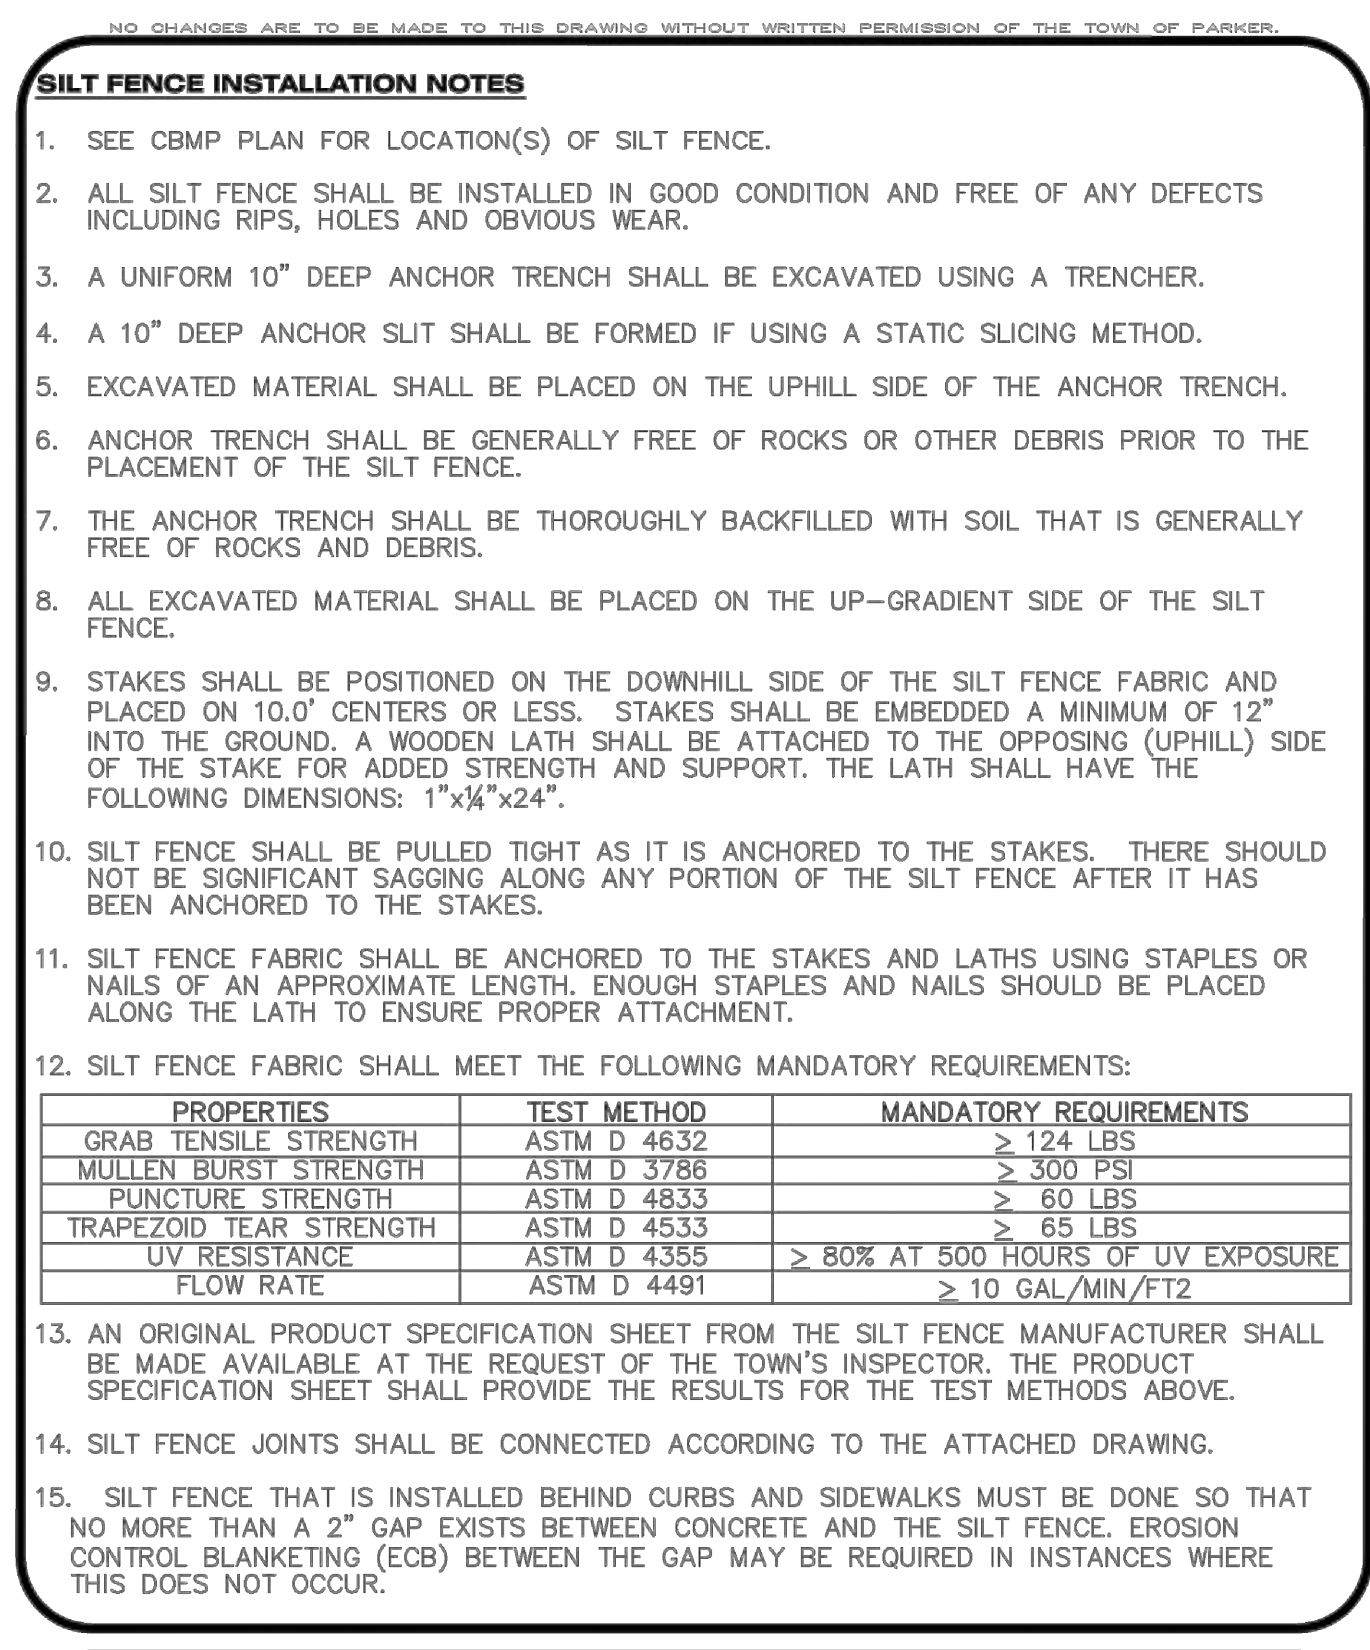 NO CHANGES ARE TO BE MADE TO THIS DRAWING WITHOUT WRITTEN PERMISSION OF THE TOWN OF PARKER.
SILT FENCE INSTALLATION NOTES
1. SEE CBMP PLAN FOR LOCATION(S) OF SILT FENCE.
2. ALL SILT FENCE SHALL BE INSTALLED IN GOOD CONDITION AND FREE OF ANY DEFECTS
INCLUDING RIPS, HOLES AND OBVIOUS WEAR.
3. A UNIFORM 10" DEEP ANCHOR TRENCH SHALL BE EXCAVATED USING A TRENCHER.
4. A 10" DEEP ANCHOR SLIT SHALL BE FORMED IF USING A STATIC SLICING METHOD.
5. EXCAVATED MATERIAL SHALL BE PLACED ON THE UPHILL SIDE OF THE ANCHOR TRENCH.
6. ANCHOR TRENCH SHALL BE GENERALLY FREE OF ROCKS OR OTHER DEBRIS PRIOR TO THE
PLACEMENT OF THE SILT FENCE.
7. THE ANCHOR TRENCH SHALL BE THOROUGHLY BACKFILLED WITH SOIL THAT IS GENERALLY
FREE OF ROCKS AND DEBRIS.
8. ALL EXCAVATED MATERIAL SHALL BE PLACED ON THE UP–GRADIENT SIDE OF THE SILT
FENCE.
9. STAKES SHALL BE POSITIONED ON THE DOWNHILL SIDE OF THE SILT FENCE FABRIC AND
PLACED ON 10.0' CENTERS OR LESS. STAKES SHALL BE EMBEDDED A MINIMUM OF 12"
INTO THE GROUND. A WOODEN LATH SHALL BE ATTACHED TO THE OPPOSING (UPHILL) SIDE
OF THE STAKE FOR ADDED STRENGTH AND SUPPORT. THE LATH SHALL HAVE THE
FOLLOWING DIMENSIONS: 1"x¼"x24".
10. SILT FENCE SHALL BE PULLED TIGHT AS IT IS ANCHORED TO THE STAKES. THERE SHOULD
NOT BE SIGNIFICANT SAGGING ALONG ANY PORTION OF THE SILT FENCE AFTER IT HAS
BEEN ANCHORED TO THE STAKES.
11. SILT FENCE FABRIC SHALL BE ANCHORED TO THE STAKES AND LATHS USING STAPLES OR
NAILS OF AN APPROXIMATE LENGTH. ENOUGH STAPLES AND NAILS SHOULD BE PLACED
ALONG THE LATH TO ENSURE PROPER ATTACHMENT.
12. SILT FENCE FABRIC SHALL MEET THE FOLLOWING MANDATORY REQUIREMENTS:
PROPERTIES TEST METHOD MANDATORY REQUIREMENTS
GRAB TENSILE STRENGTH ASTM D 4632 ≥ 124 LBS
MULLEN BURST STRENGTH ASTM D 3786 ≥ 300 PSI
PUNCTURE STRENGTH ASTM D 4833 ≥ 60 LBS
TRAPEZOID TEAR STRENGTH ASTM D 4533 ≥ 65 LBS
UV RESISTANCE ASTM D 4355 ≥ 80% AT 500 HOURS OF UV EXPOSURE
FLOW RATE ASTM D 4491 ≥ 10 GAL/MIN/FT2
13. AN ORIGINAL PRODUCT SPECIFICATION SHEET FROM THE SILT FENCE MANUFACTURER SHALL
BE MADE AVAILABLE AT THE REQUEST OF THE TOWN'S INSPECTOR. THE PRODUCT
SPECIFICATION SHEET SHALL PROVIDE THE RESULTS FOR THE TEST METHODS ABOVE.
14. SILT FENCE JOINTS SHALL BE CONNECTED ACCORDING TO THE ATTACHED DRAWING.
15. SILT FENCE THAT IS INSTALLED BEHIND CURBS AND SIDEWALKS MUST BE DONE SO THAT
NO MORE THAN A 2" GAP EXISTS BETWEEN CONCRETE AND THE SILT FENCE. EROSION
CONTROL BLANKETING (ECB) BETWEEN THE GAP MAY BE REQUIRED IN INSTANCES WHERE
THIS DOES NOT OCCUR.